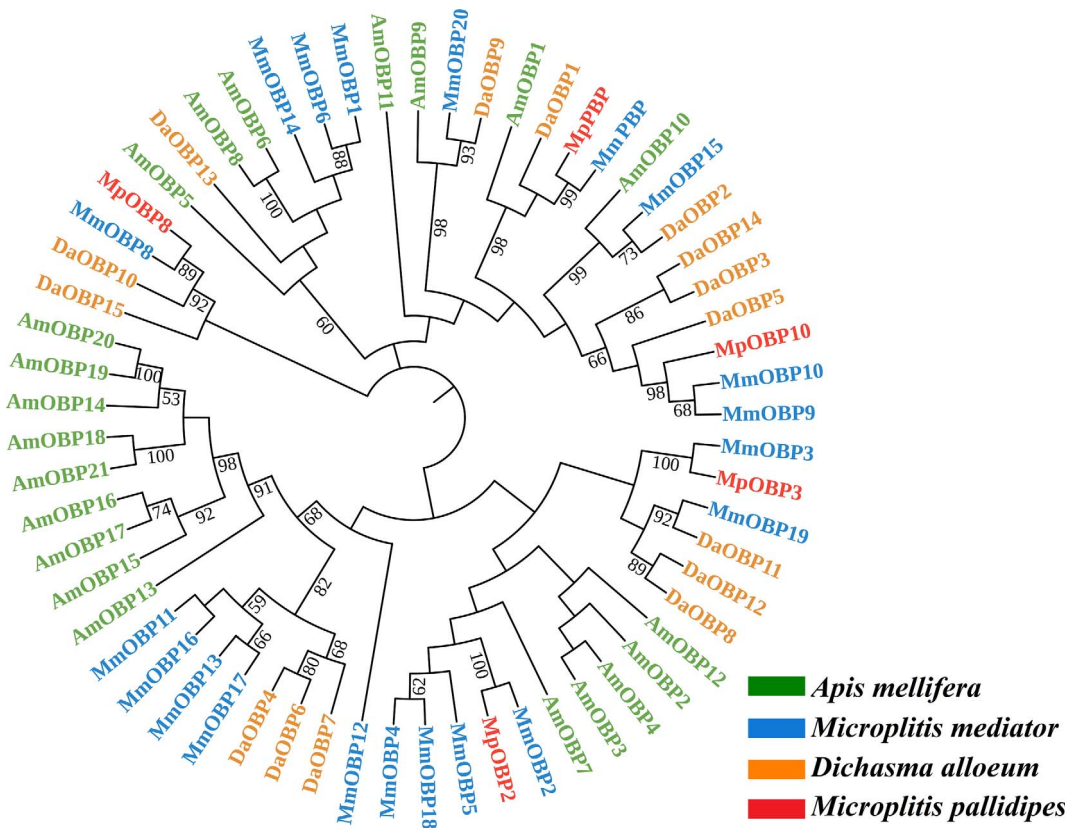 AmOBP11
AmOBP9
MmOBP20
DaOBP9
AmOBP1
DaOBP1
MpPBP
MmPBP
AmOBP10
MmOBP15
DaOBP2
DaOBP14
DaOBP3
DaOBP5
MpOBP10
MmOBP10
MmOBP9
MmOBP3
MpOBP3
MmOBP19
DaOBP11
DaOBP12
DaOBP8
AmOBP12
AmOBP2
AmOBP4
AmOBP3
AmOBP7
MmOBP2
MpOBP2
MmOBP5
MmOBP18
MmOBP4
MmOBP12
DaOBP7
DaOBP6
DaOBP4
MmOBP17
MmOBP13
MmOBP16
MmOBP11
AmOBP13
AmOBP15
AmOBP17
AmOBP16
AmOBP21
AmOBP18
AmOBP14
AmOBP19
AmOBP20
DaOBP15
DaOBP10
MmOBP8
MpOBP8
AmOBP5
DaOBP13
AmOBP8
AmOBP6
MmOBP14
MmOBP6
MmOBP1
93
98
98
99
99
73
86
66
98
68
100
92
89
100
62
68
80
82
59
66
68
91
98
92
74
100
53
100
92
89
60
100
88
Apis mellifera
Microplitis mediator
Dichasma alloeum
Microplitis pallidipes